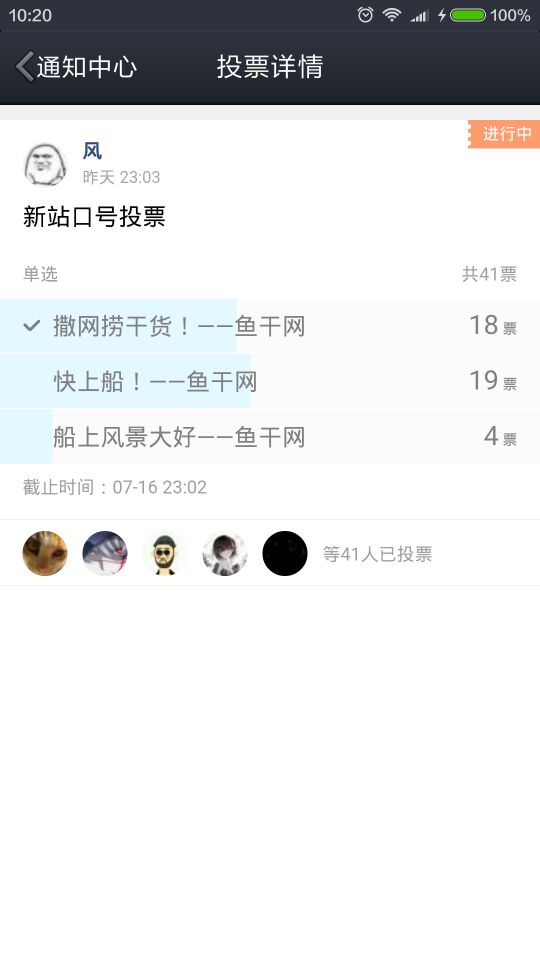 10:20
100%
通知中心
投票详情
进行中
风
昨天 23:03
新站口号投票
单选
共41票
撒网捞干货！——鱼干网
18 票
快上船！——鱼干网
19 票
船上风景大好——鱼干网
4 票
截止时间：07-16 23:02
等41人已投票